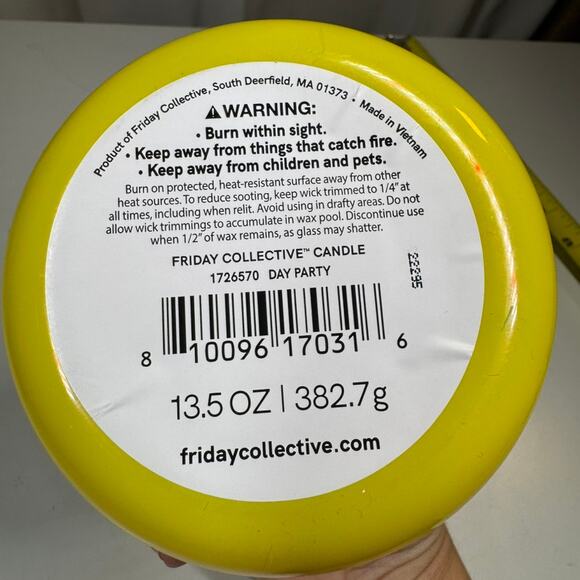 Product of Friday Collective, South Deerfield, MA 01373 • Made in Vietnam
⚠WARNING:
• Burn within sight.
• Keep away from things that catch fire.
• Keep away from children and pets.
Burn on protected, heat-resistant surface away from other
heat sources. To reduce sooting, keep wick trimmed to 1/4" at
all times, including when relit. Avoid using in drafty areas. Do not
allow wick trimmings to accumulate in wax pool. Discontinue use
when 1/2" of wax remains, as glass may shatter.
FRIDAY COLLECTIVE™ CANDLE
1726570 DAY PARTY
22295
8 10096 17031 6
13.5 OZ | 382.7g
fridaycollective.com